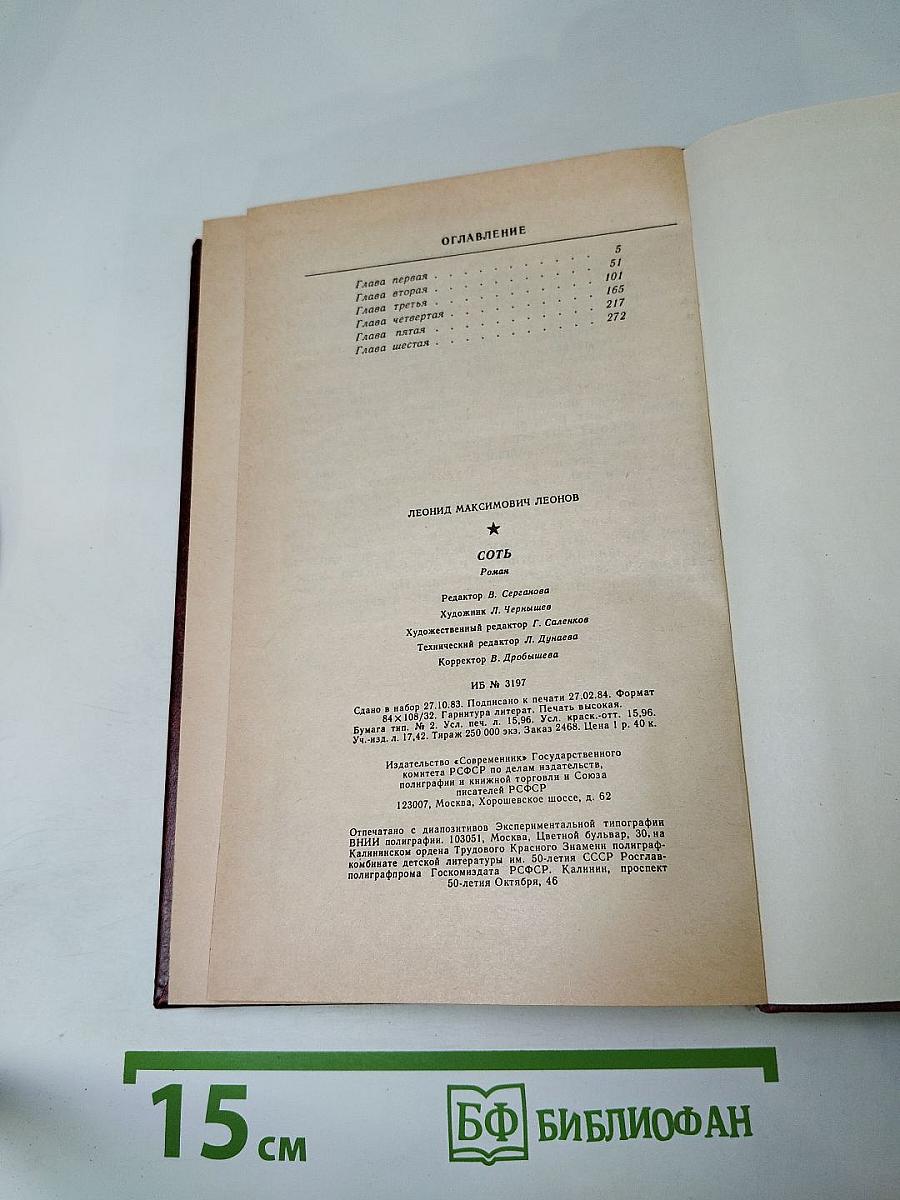 ОГЛАВЛЕНИЕ
Глава первая . . . . . . . . . . 5
Глава вторая . . . . . . . . . . 51
Глава третья . . . . . . . . . . 101
Глава четвертая . . . . . . . . . . 165
Глава пятая . . . . . . . . . . 217
Глава шестая . . . . . . . . . . 272
ЛЕОНИД МАКСИМОВИЧ ЛЕОНОВ
★
СОТЬ
Роман
Редактор В. Серганова
Художник Л. Чернышев
Художественный редактор Г. Саленков
Технический редактор Л. Дунаева
Корректор В. Дробышева
ИБ № 3197
Сдано в набор 27.10.83. Подписано к печати 27.02.84. Формат
84×108/32. Гарнитура литерат. Печать высокая.
Бумага тип. № 2. Усл. печ. л. 15,96. Усл. краск.-отт. 15,96.
Уч.-изд. л. 17,42. Тираж 250 000 экз. Заказ 2468. Цена 1 р. 40 к.
Издательство «Современник» Государственного
комитета РСФСР по делам издательств,
полиграфии и книжной торговли и Союза
писателей РСФСР
123007, Москва, Хорошевское шоссе, д. 62
Отпечатано с диапозитивов Экспериментальной типографии
ВНИИ полиграфии. 103051, Москва, Цветной бульвар, 30, на
Калининском ордена Трудового Красного Знамени полиграф-
комбинате детской литературы им. 50-летия СССР Росглав-
полиграфпрома Госкомиздата РСФСР. Калинин, проспект
50-летия Октября, 46
15 см
БФ БИБЛИОФАН